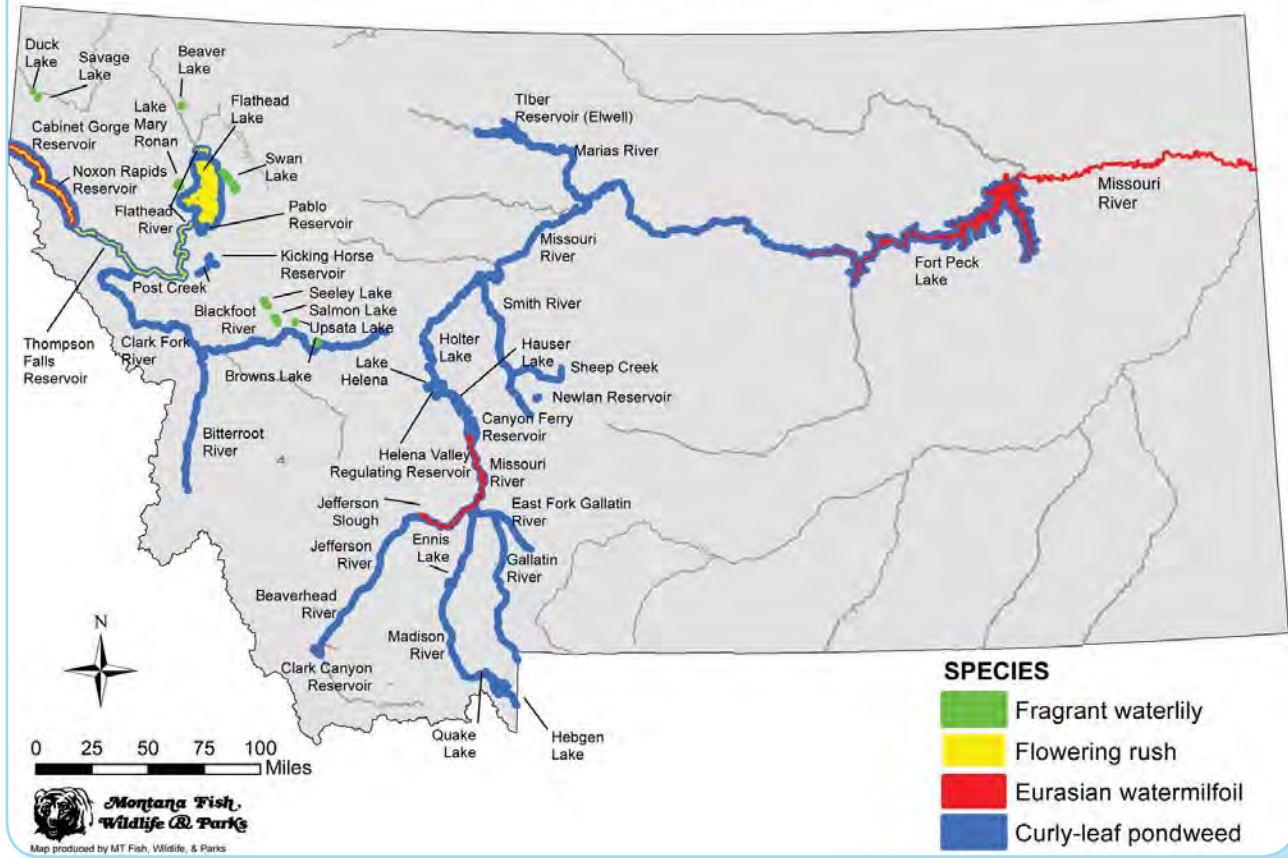 Duck
Lake
Savage
Lake
Beaver
Lake
Flathead
Lake
Lake
Mary
Ronan
Cabinet Gorge
Reservoir
Noxon Rapids
Reservoir
Swan
Lake
Flathead
River
Pablo
Reservoir
Kicking Horse
Reservoir
Post Creek
Seeley Lake
Salmon Lake
Upsata Lake
Blackfoot
River
Thompson
Falls
Reservoir
Clark Fork
River
Browns Lake
Bitterroot
River
TIber
Reservoir (Elwell)
Marias River
Missouri
River
Missouri
River
Fort Peck
Lake
Smith River
Holter
Lake
Hauser
Lake
Lake
Helena
Sheep Creek
Newlan Reservoir
Canyon Ferry
Reservoir
Helena Valley
Regulating Reservoir
Missouri
River
Jefferson
Slough
East Fork Gallatin
River
Jefferson
River
Ennis
Lake
Gallatin
River
Beaverhead
River
Madison
River
Clark Canyon
Reservoir
Quake
Lake
Hebgen
Lake
N
0 25 50 75 100
Miles
Montana Fish,
Wildlife & Parks
Map produced by MT Fish, Wildlife, & Parks
SPECIES
Fragrant waterlily
Flowering rush
Eurasian watermilfoil
Curly-leaf pondweed